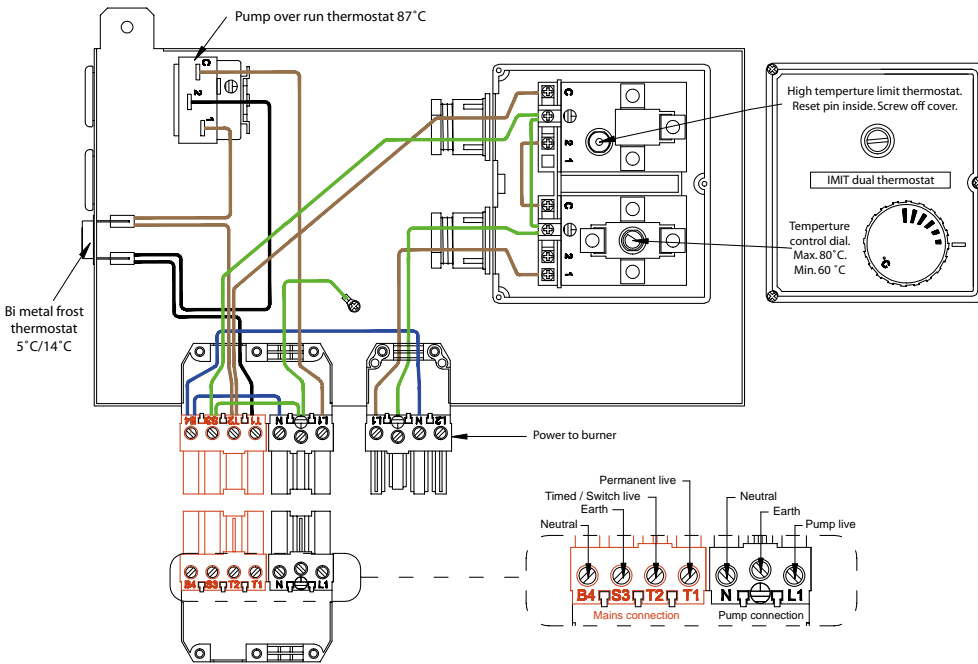 Pump over run thermostat 87˚C
C
2
1
C
2
1
C
2
1
High temperture limit thermostat.
Reset pin inside. Screw off cover.
IMIT dual thermostat
Temperture
control dial.
Max. 80˚C.
Min. 60 ˚C
˚C
Bi metal frost
thermostat
5˚C/14˚C
B4 S3 T2 T1 N L1
L1 N L2
Power to burner
B4 S3 T2 T1 N L1
Permanent live
Timed / Switch live
Earth
Neutral
Neutral
Earth
Pump live
B4 S3 T2 T1 N L1
Mains connection
Pump connection